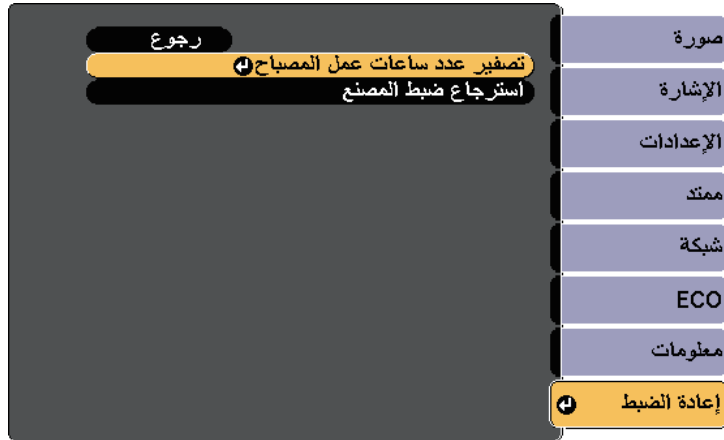 صورة
الإشارة
الإعدادات
ممتد
شبكة
ECO
معلومات
إعادة الضبط
رجوع
تصفير عدد ساعات عمل المصباح
استرجاع ضبط المصنع